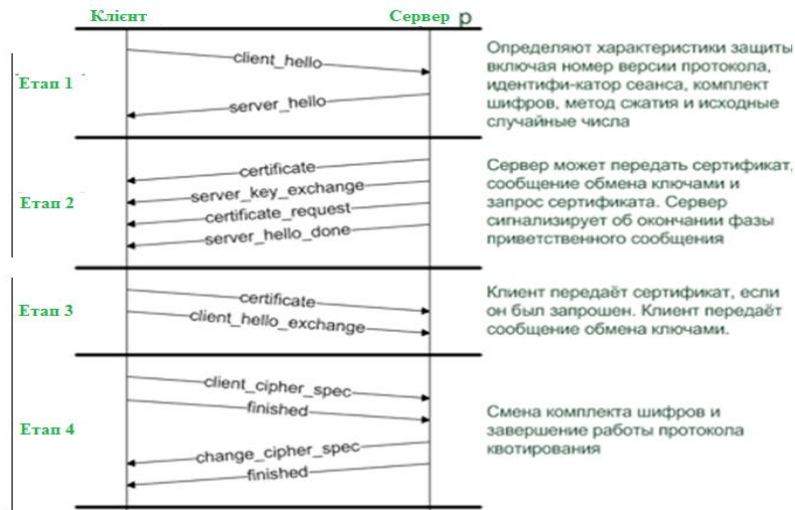 Клієнт
Сервер р
Етап 1
client_hello
server_hello
Определяют характеристики защиты
включая номер версии протокола,
идентифи-катор сеанса, комплект
шифров, метод сжатия и исходные
случайные числа
Етап 2
certificate
server_key_exchange
certificate_request
server_hello_done
Сервер может передать сертификат,
сообщение обмена ключами и
запрос сертификата. Сервер
сигнализирует об окончании фазы
приветственного сообщения
Етап 3
certificate
client_hello_exchange
Клиент передаёт сертификат, если
он был запрошен. Клиент передаёт
сообщение обмена ключами.
Етап 4
client_cipher_spec
finished
change_cipher_spec
finished
Смена комплекта шифров и
завершение работы протокола
квотирования